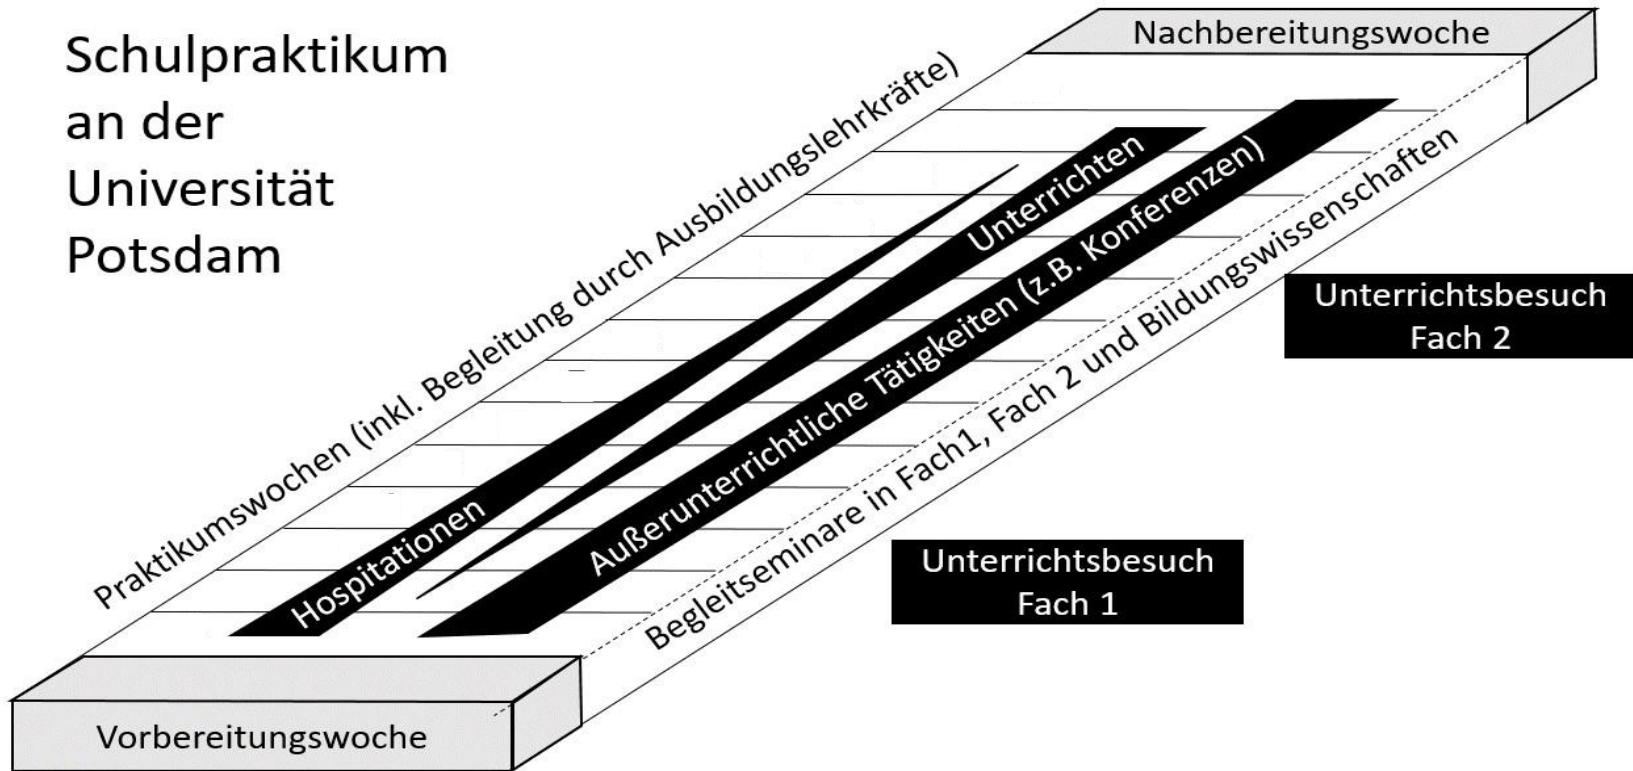 Schulpraktikum
an der
Universität
Potsdam
Nachbereitungswoche
Praktikumswochen (inkl. Begleitung durch Ausbildungslehrkräfte)
Hospitationen
Unterrichten
Außerunterrichtliche Tätigkeiten (z.B. Konferenzen)
Begleitseminare in Fach1, Fach 2 und Bildungswissenschaften
Unterrichtsbesuch
Fach 2
Unterrichtsbesuch
Fach 1
Vorbereitungswoche